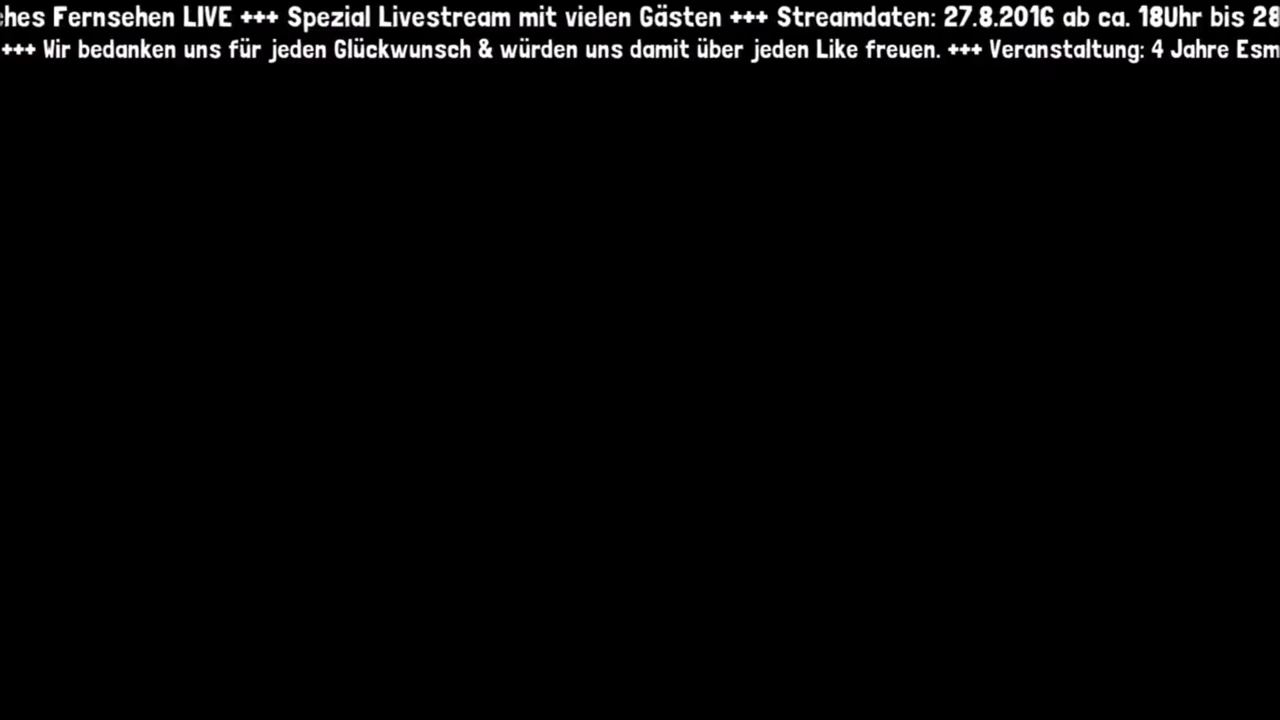 ches Fernsehen LIVE +++ Spezial Livestream mit vielen Gästen +++ Streamdaten: 27.8.2016 ab ca. 18Uhr bis 28
+++ Wir bedanken uns für jeden Glückwunsch & würden uns damit über jeden Like freuen. +++ Veranstaltung: 4 Jahre Esm